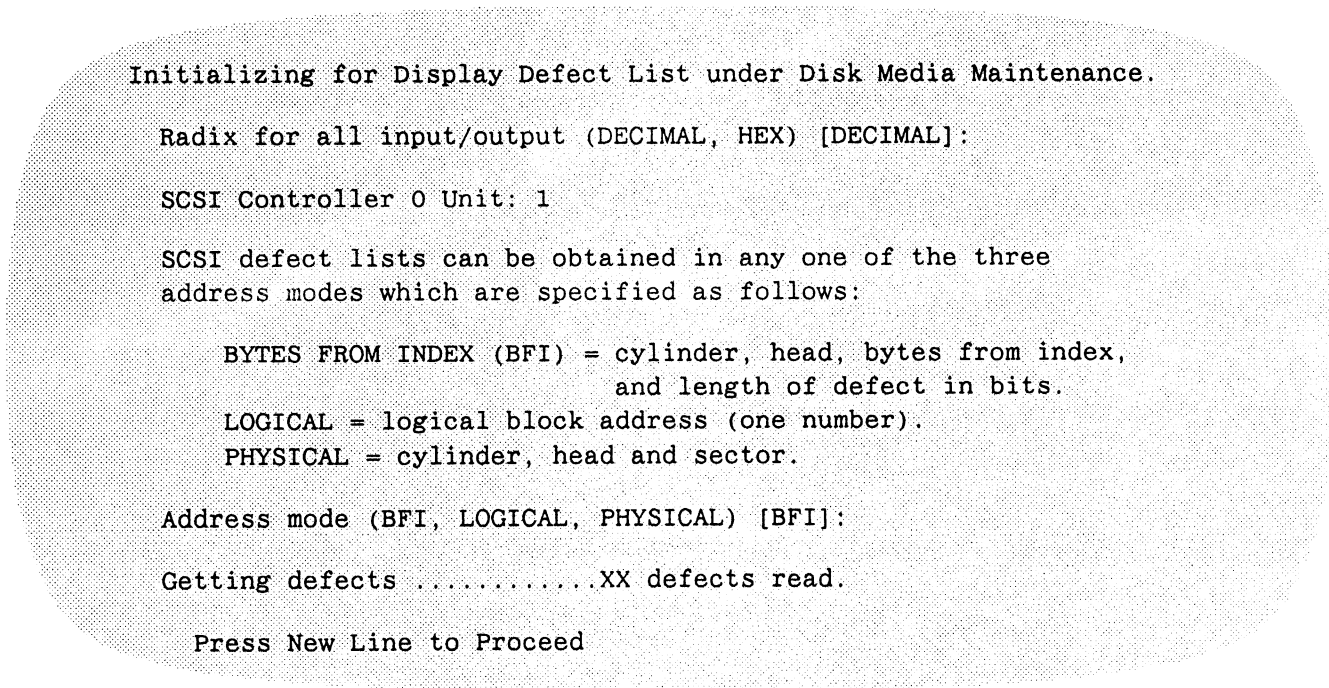 Initializing for Display Defect List under Disk Media Maintenance.
Radix for all input/output (DECIMAL, HEX) [DECIMAL]:
SCSI Controller 0 Unit: 1
SCSI defect lists can be obtained in any one of the three
address modes which are specified as follows:
BYTES FROM INDEX (BFI) = cylinder, head, bytes from index,
and length of defect in bits.
LOGICAL = logical block address (one number).
PHYSICAL = cylinder, head and sector.
Address mode (BFI, LOGICAL, PHYSICAL) [BFI]:
Getting defects ............XX defects read.
Press New Line to Proceed